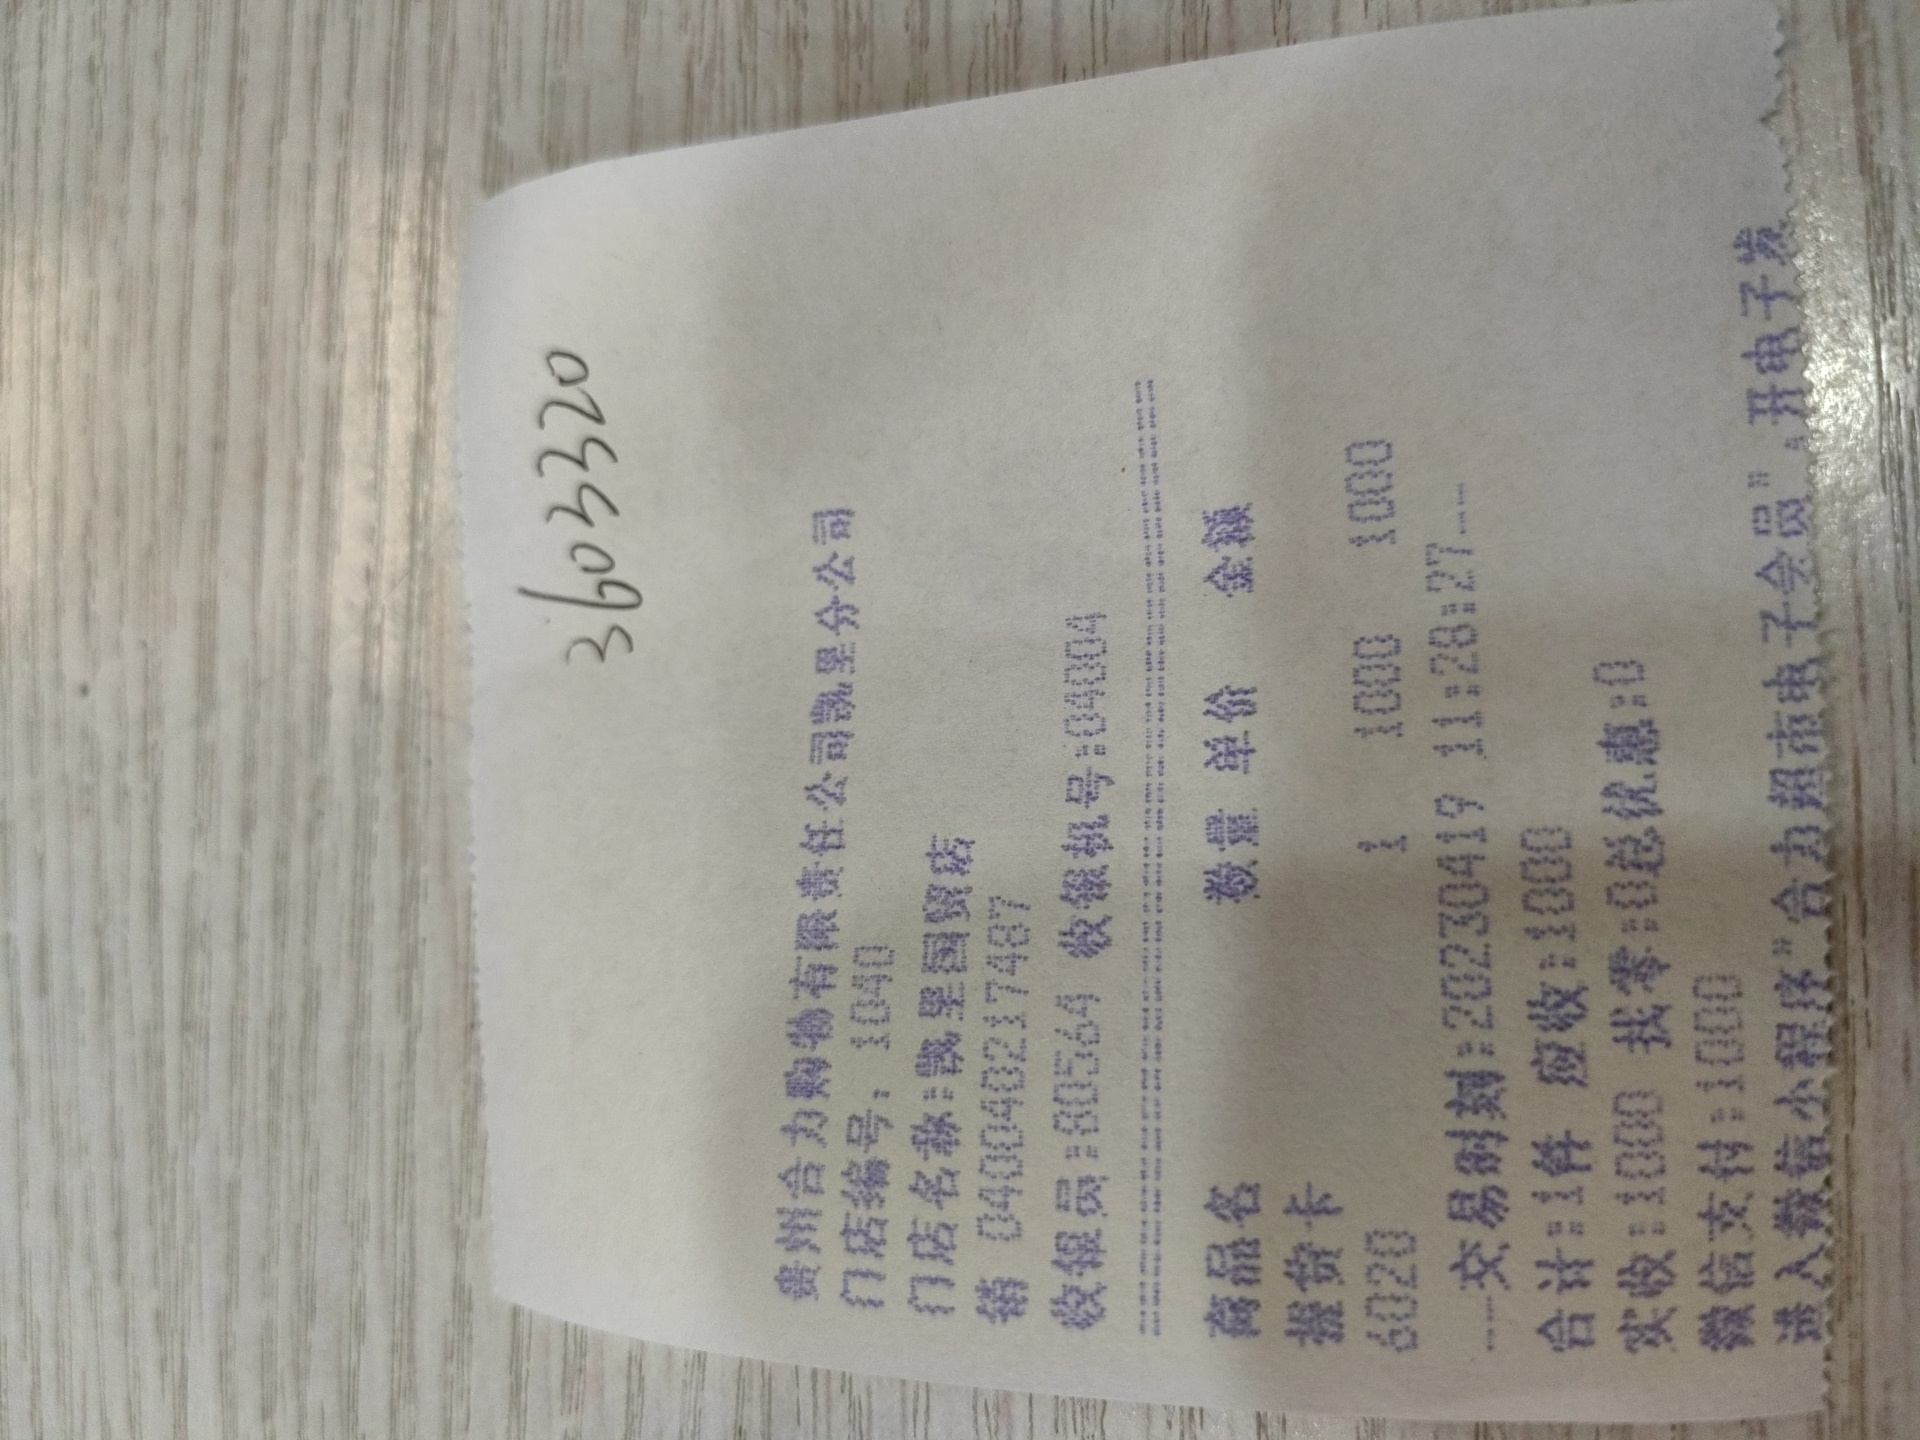 3603320
贵州合力购物有限责任公司凯里分公司
门店编号: 1040
门店名称:凯里国贸店
销 040040217487
收银员:80564 收银机号:0400A
商品名 数量 单价 金额
提货卡
6020 1 1000 1000
----交易时刻:20230419 11:28:27----
合计:1件 应收:1000
实收:1000 找零:0总优惠:0
微信支付:1000
进入微信小程序"合力超市电子会员",开电子发